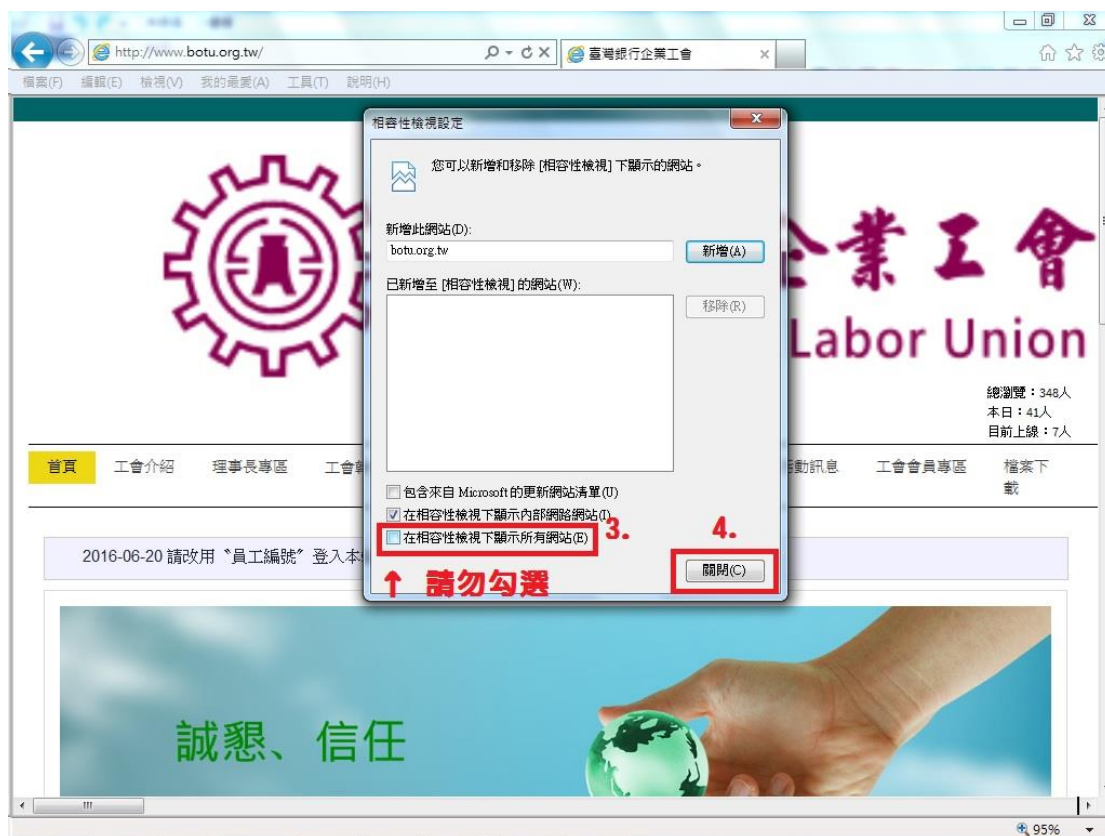 http://www.botu.org.tw/
臺灣銀行企業工會
檔案(F) 編輯(E) 檢視(V) 我的最愛(A) 工具(T) 說明(H)
相容性檢視設定
您可以新增和移除 [相容性檢視] 下顯示的網站。
新增此網站(D):
botu.org.tw
新增(A)
已新增至 [相容性檢視] 的網站(W):
移除(R)
企業工會
Labor Union
總瀏覽：348人
本日：41人
目前上線：7人
首頁 工會介紹 理事長專區 工會 活動訊息 工會會員專區 檔案下
載
包含來自 Microsoft 的更新網站清單(U)
在相容性檢視下顯示內部網路網站(I)
在相容性檢視下顯示所有網站(E)
3.
4.
2016-06-20 請改用〝員工編號〞登入本
關閉(C)
↑ 請勿勾選
誠懇、信任
95%